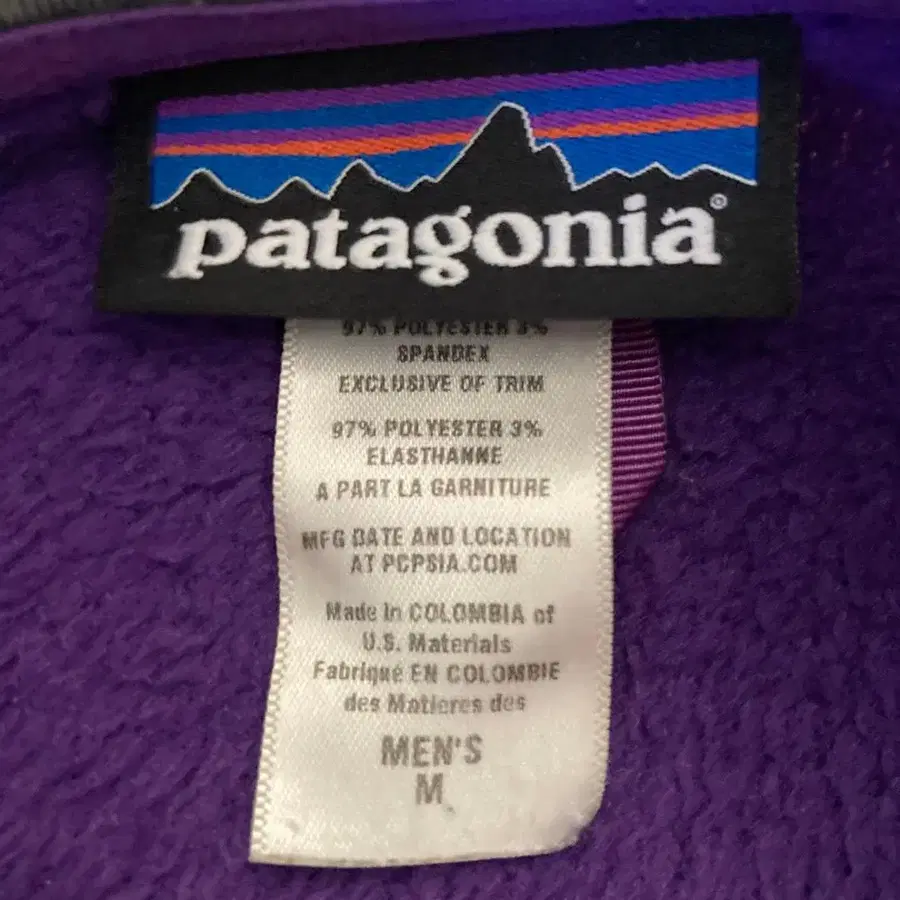 patagonia®
97% POLYESTER 3%
SPANDEX
EXCLUSIVE OF TRIM
97% POLYESTER 3%
ELASTHANNE
A PART LA GARNITURE
MFG DATE AND LOCATION
AT PCPSIA.COM
Made in COLOMBIA of
U.S. Materials
Fabriqué EN COLOMBIE
des Matieres des
MEN'S
M